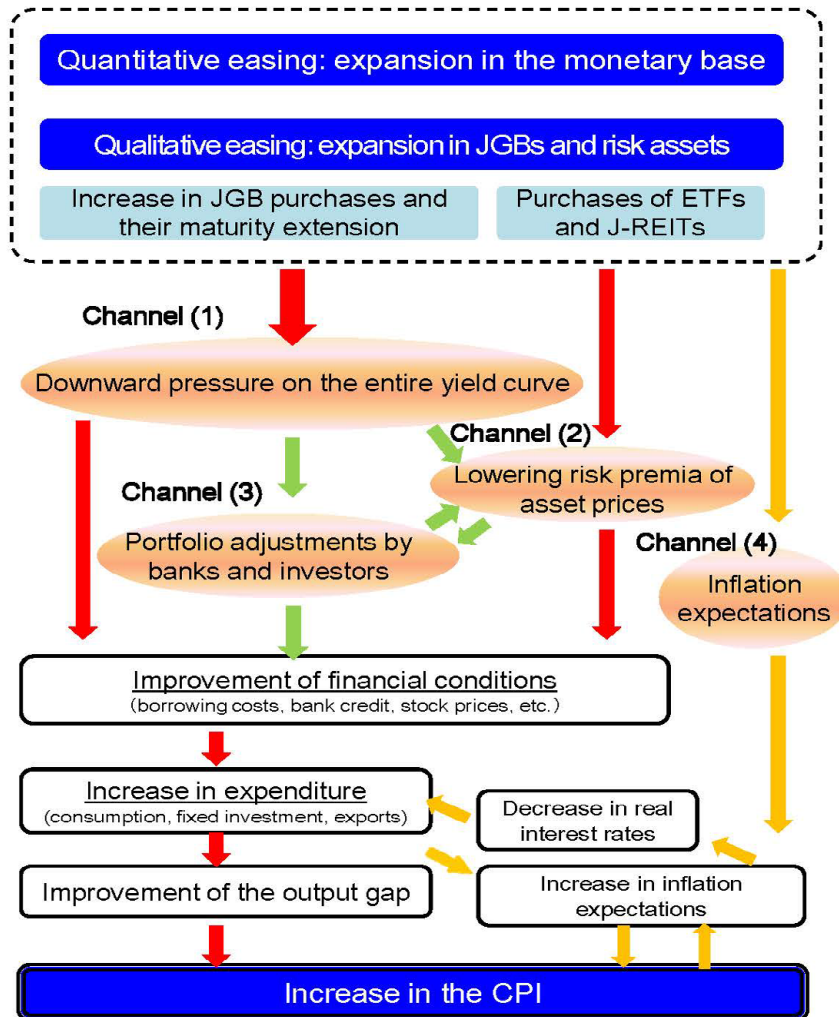 Quantitative easing: expansion in the monetary base
Qualitative easing: expansion in JGBs and risk assets
Increase in JGB purchases and
their maturity extension
Purchases of ETFs
and J-REITs
Channel (1)
Downward pressure on the entire yield curve
Channel (2)
Lowering risk premia of
asset prices
Channel (3)
Portfolio adjustments by
banks and investors
Channel (4)
Inflation
expectations
Improvement of financial conditions
(borrowing costs, bank credit, stock prices, etc.)
Increase in expenditure
(consumption, fixed investment, exports)
Decrease in real
interest rates
Improvement of the output gap
Increase in inflation
expectations
Increase in the CPI